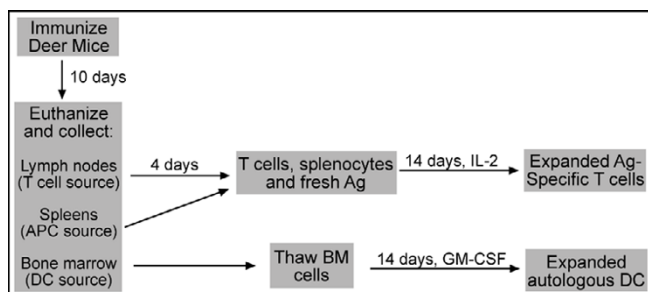 Immunize
Deer Mice
10 days
Euthanize
and collect:
Lymph nodes
(T cell source)
4 days
T cells, splenocytes
and fresh Ag
14 days, IL-2
Expanded Ag-
Specific T cells
Spleens
(APC source)
Bone marrow
(DC source)
Thaw BM
cells
14 days, GM-CSF
Expanded
autologous DC